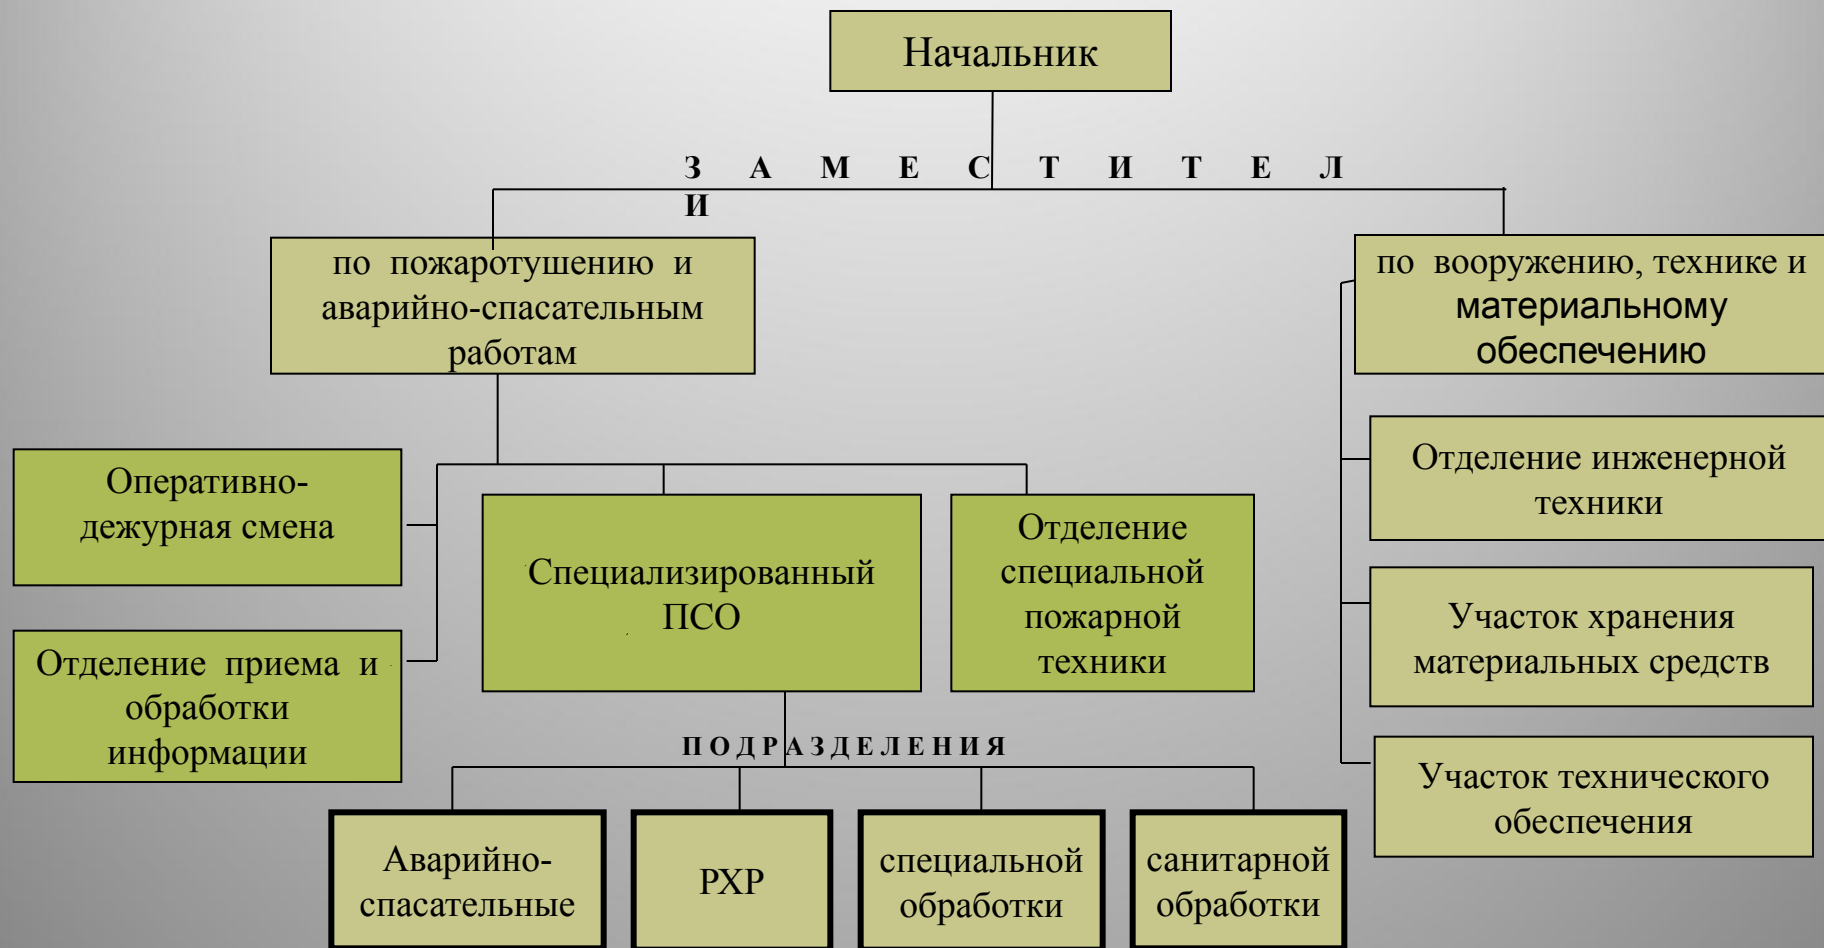 Начальник
З А М Е С Т И Т Е Л
И
по пожаротушению и
аварийно-спасательным
работам
по вооружению, технике и
материальному
обеспечению
Оперативно-
дежурная смена
Отделение приема и
обработки
информации
Специализированный
ПСО
Отделение
специальной
пожарной
техники
Отделение инженерной
техники
Участок хранения
материальных средств
Участок технического
обеспечения
П О Д Р А З Д Е Л Е Н И Я
Аварийно-
спасательные
РХР
специальной
обработки
санитарной
обработки